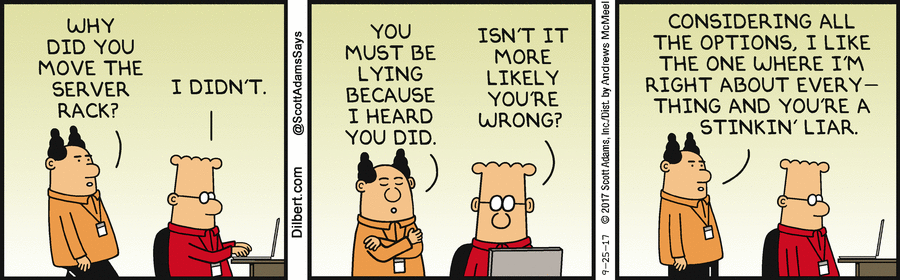 WHY
DID YOU
MOVE THE
SERVER
RACK?
I DIDN'T.
Dilbert.com @ScottAdamsSays
YOU
MUST BE
LYING
BECAUSE
I HEARD
YOU DID.
ISN'T IT
MORE
LIKELY
YOU'RE
WRONG?
9-25-17 © 2017 Scott Adams, Inc./Dist. by Andrews McMeel
CONSIDERING ALL
THE OPTIONS, I LIKE
THE ONE WHERE I'M
RIGHT ABOUT EVERY-
THING AND YOU'RE A
STINKIN' LIAR.